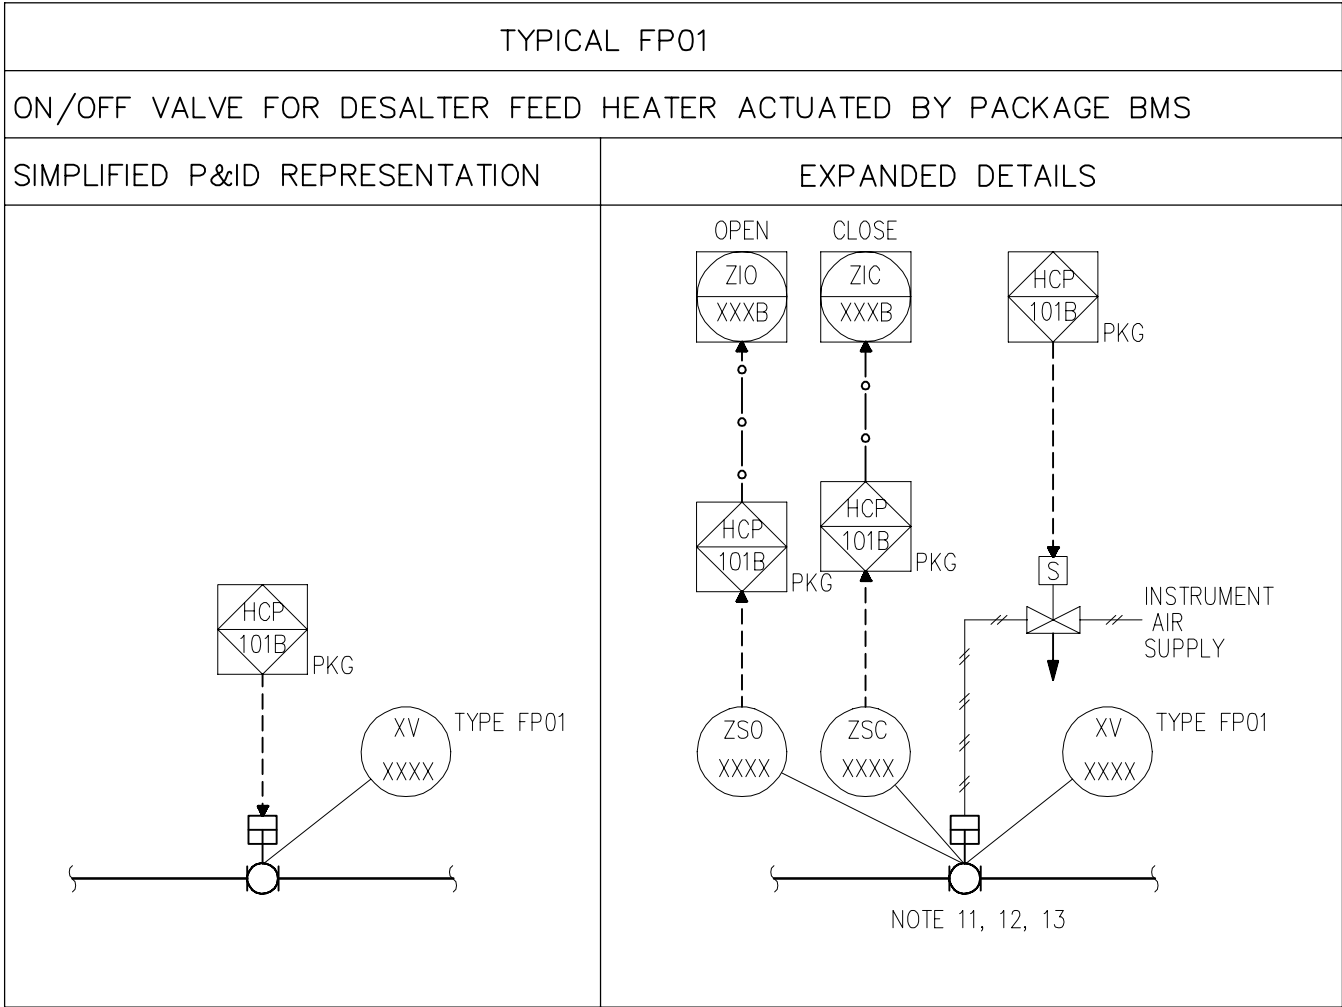 TYPICAL FP01
ON/OFF VALVE FOR DESALTER FEED HEATER ACTUATED BY PACKAGE BMS
SIMPLIFIED P&ID REPRESENTATION
EXPANDED DETAILS
HCP
101B
PKG
XV
XXXX
TYPE FP01
OPEN
ZIO
XXXB
CLOSE
ZIC
XXXB
HCP
101B
PKG
HCP
101B
PKG
HCP
101B
PKG
S
INSTRUMENT
AIR
SUPPLY
ZSO
XXXX
ZSC
XXXX
XV
XXXX
TYPE FP01
NOTE 11, 12, 13